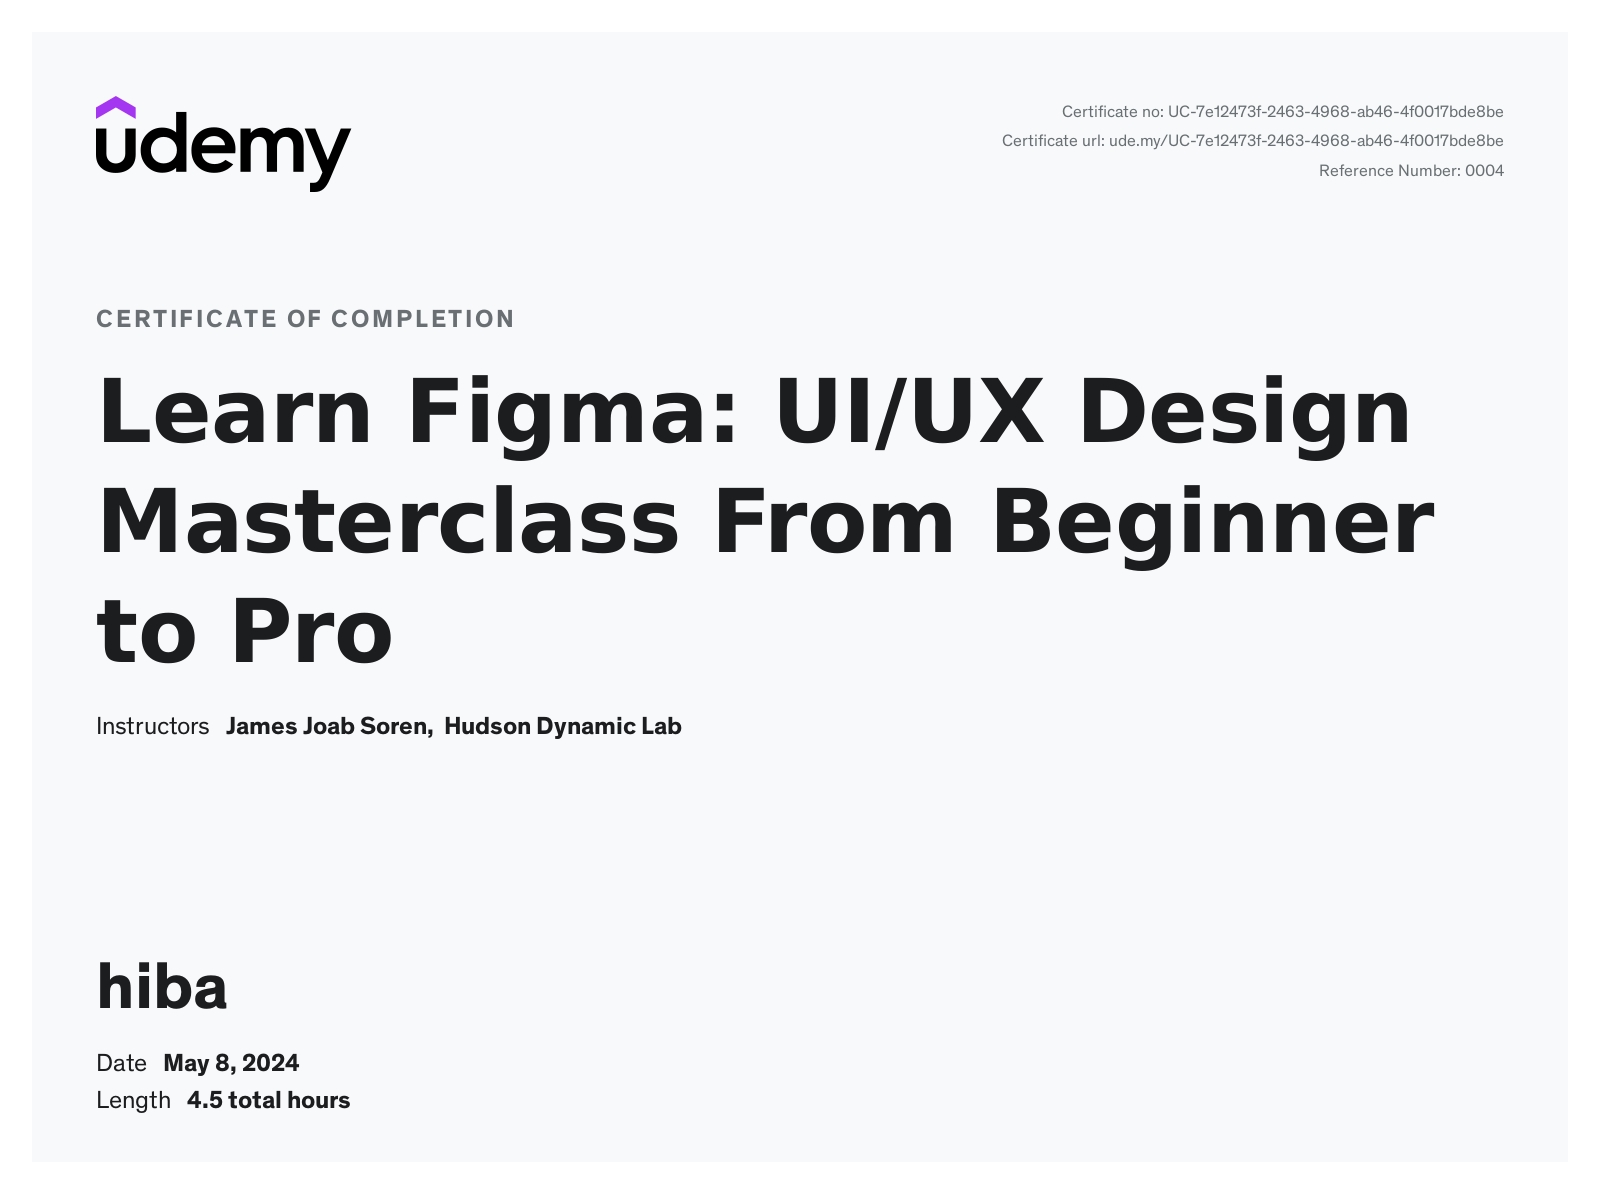 udemy
Certificate no: UC-7e12473f-2463-4968-ab46-4f0017bde8be
Certificate url: ude.my/UC-7e12473f-2463-4968-ab46-4f0017bde8be
Reference Number: 0004
CERTIFICATE OF COMPLETION
Learn Figma: UI/UX Design
Masterclass From Beginner
to Pro
Instructors James Joab Soren, Hudson Dynamic Lab
hiba
Date May 8, 2024
Length 4.5 total hours